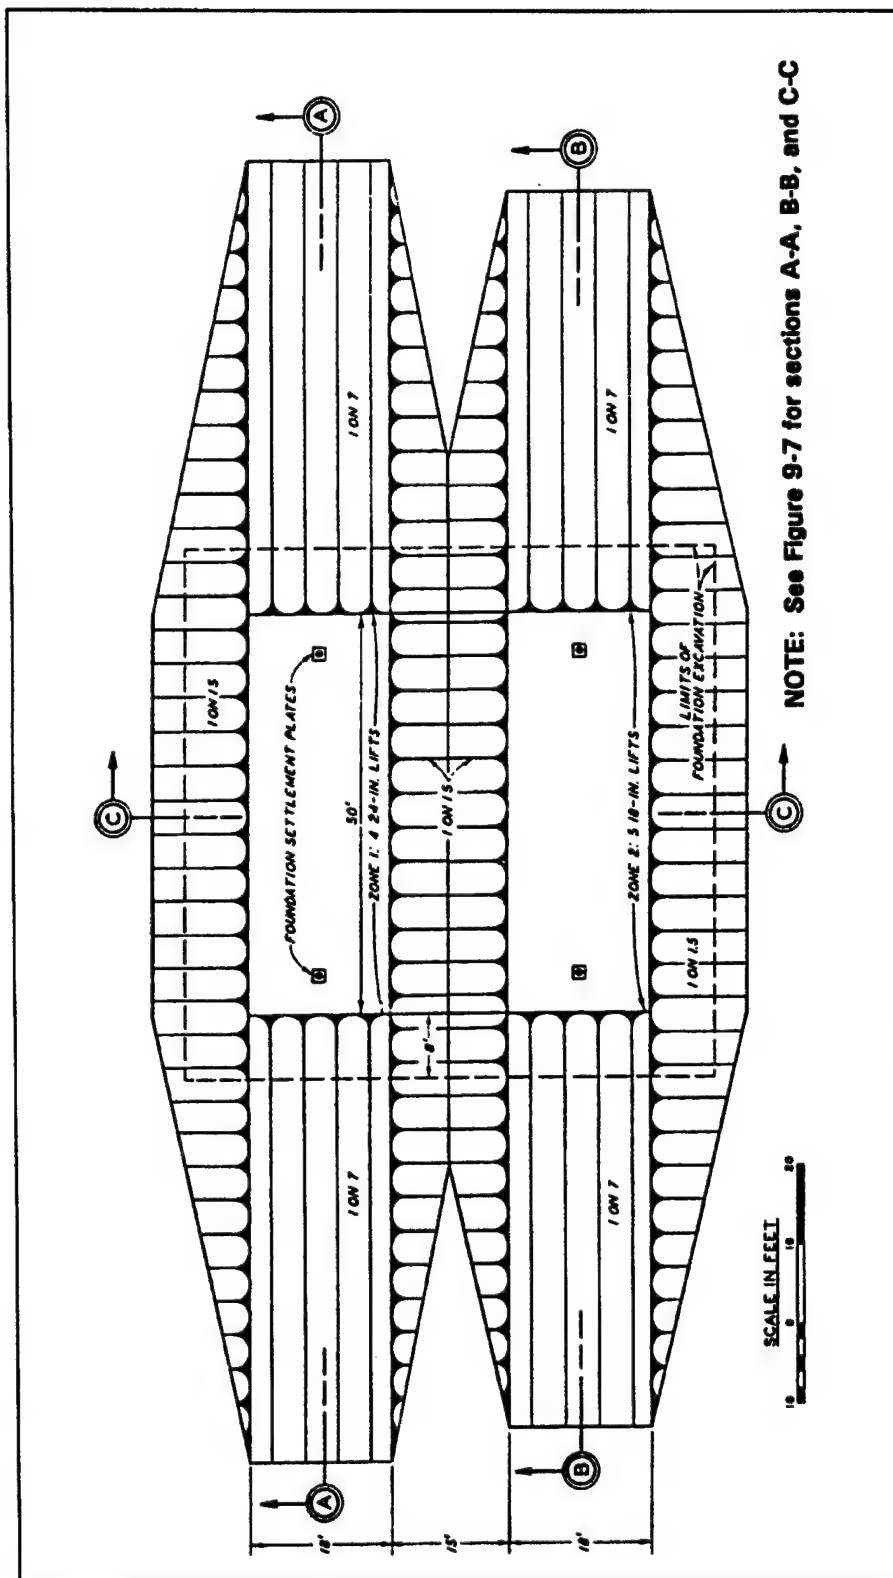 A
A
B
B
C
C
1 ON 7
1 ON 7
1 ON 7
1 ON 7
1 ON 1.5
1 ON 1.5
1 ON 1.5
FOUNDATION SETTLEMENT PLATES
50'
ZONE 1: 4 24-IN. LIFTS
8'
ZONE 2: 5 18-IN. LIFTS
LIMITS OF
FOUNDATION EXCAVATION
18'
15'
18'
SCALE IN FEET
10 0 10 20
NOTE: See Figure 9-7 for sections A-A, B-B, and C-C